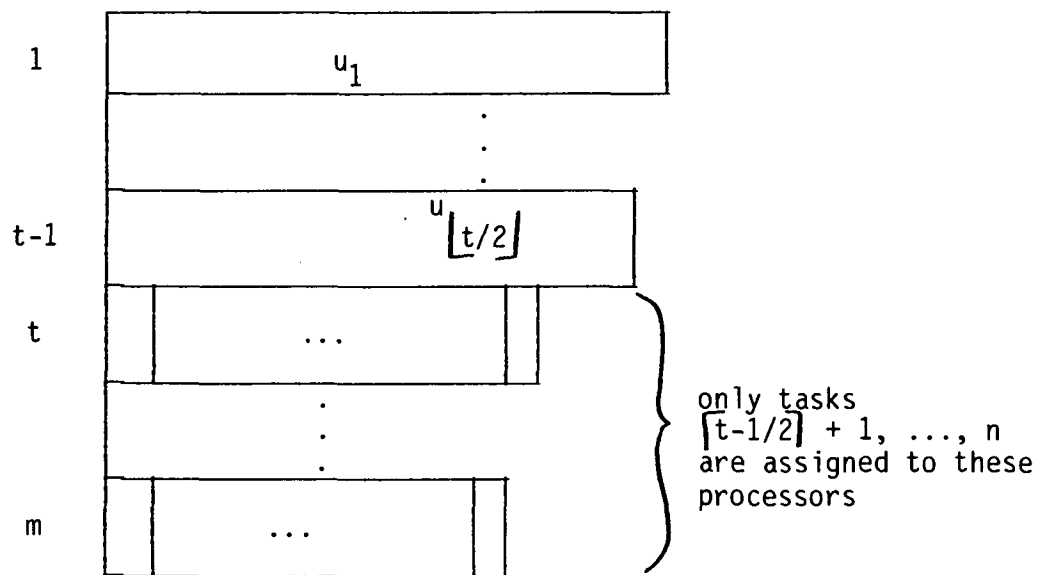 1
u₁
.
.
.
t-1
u⌊t/2⌋
t
...
.
.
.
m
...
only tasks
⌈t-1/2⌉ + 1, ..., n
are assigned to these
processors